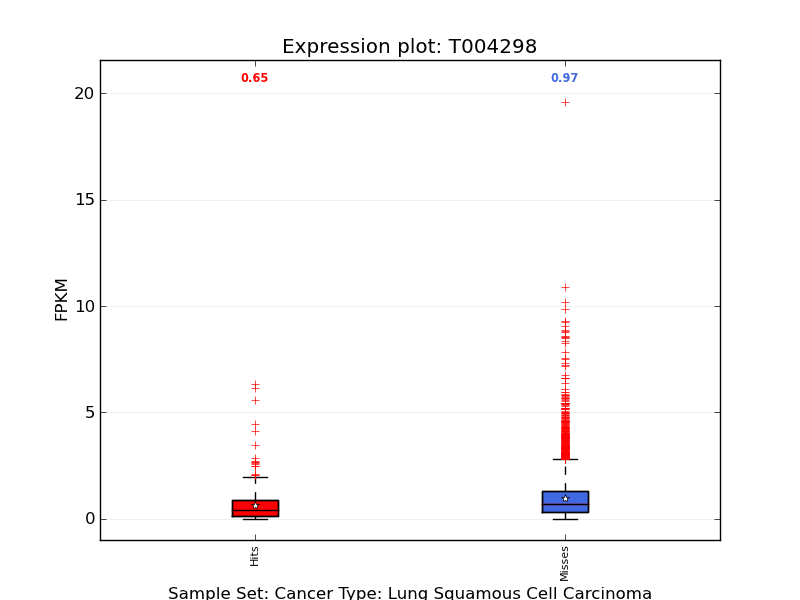 Expression plot: T004298
0.65
0.97
20
15
10
5
0
FPKM
Hits
Misses
Sample Set: Cancer Type: Lung Squamous Cell Carcinoma